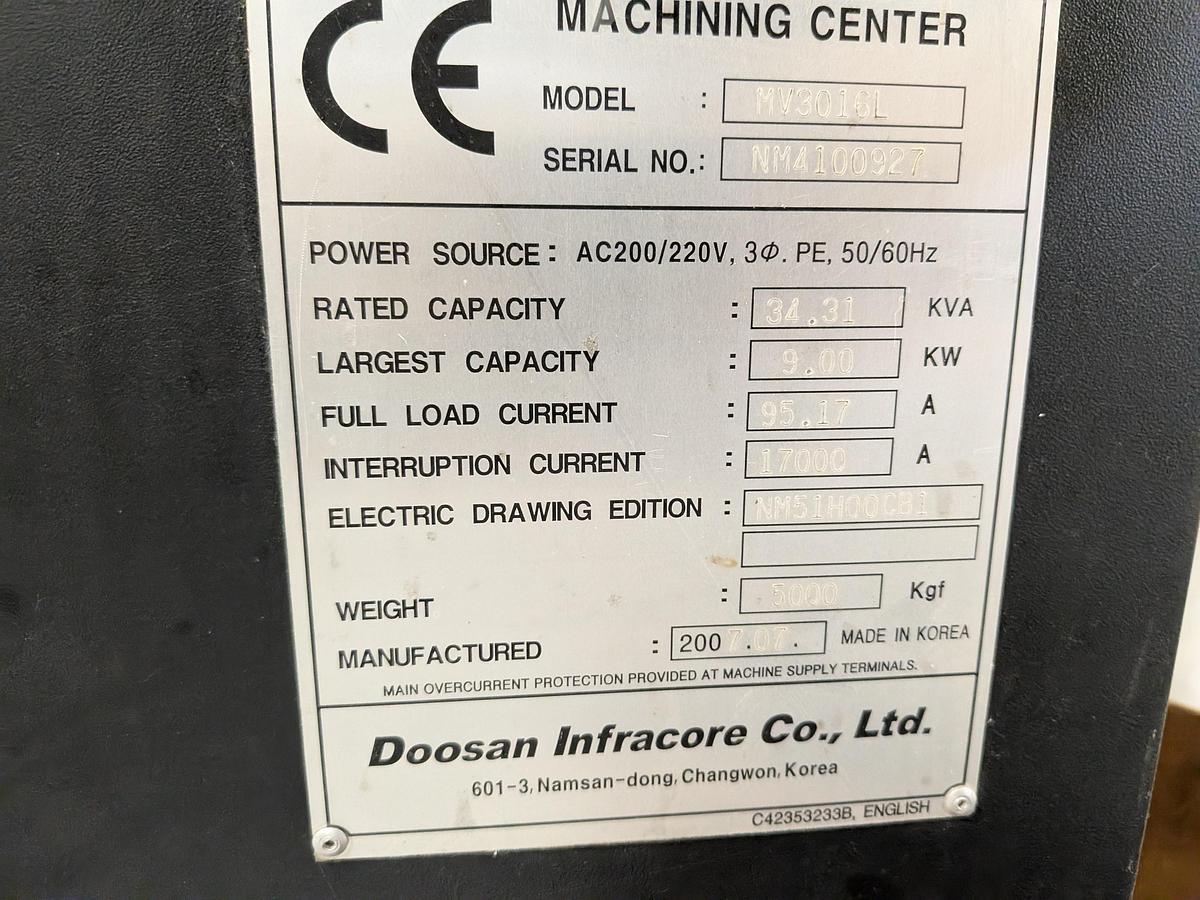 CE
MACHINING CENTER
MODEL : MV3016L
SERIAL NO.: NM4100927
POWER SOURCE : AC200/220V, 3Φ. PE, 50/60Hz
RATED CAPACITY : 34.31 KVA
LARGEST CAPACITY : 9.00 KW
FULL LOAD CURRENT : 95.17 A
INTERRUPTION CURRENT : 17000 A
ELECTRIC DRAWING EDITION : NM51H00CB1
WEIGHT : 5000 Kgf
MANUFACTURED : 2007.07. MADE IN KOREA
MAIN OVERCURRENT PROTECTION PROVIDED AT MACHINE SUPPLY TERMINALS.
Doosan Infracore Co., Ltd.
601-3, Namsan-dong, Changwon, Korea
C42353233B, ENGLISH